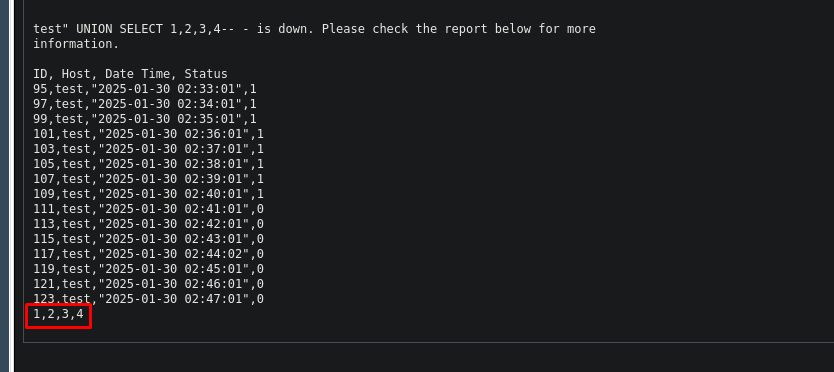 test" UNION SELECT 1,2,3,4-- - is down. Please check the report below for more
information.
ID, Host, Date Time, Status
95,test,"2025-01-30 02:33:01",1
97,test,"2025-01-30 02:34:01",1
99,test,"2025-01-30 02:35:01",1
101,test,"2025-01-30 02:36:01",1
103,test,"2025-01-30 02:37:01",1
105,test,"2025-01-30 02:38:01",1
107,test,"2025-01-30 02:39:01",1
109,test,"2025-01-30 02:40:01",1
111,test,"2025-01-30 02:41:01",0
113,test,"2025-01-30 02:42:01",0
115,test,"2025-01-30 02:43:01",0
117,test,"2025-01-30 02:44:02",0
119,test,"2025-01-30 02:45:01",0
121,test,"2025-01-30 02:46:01",0
123,test,"2025-01-30 02:47:01",0
1,2,3,4